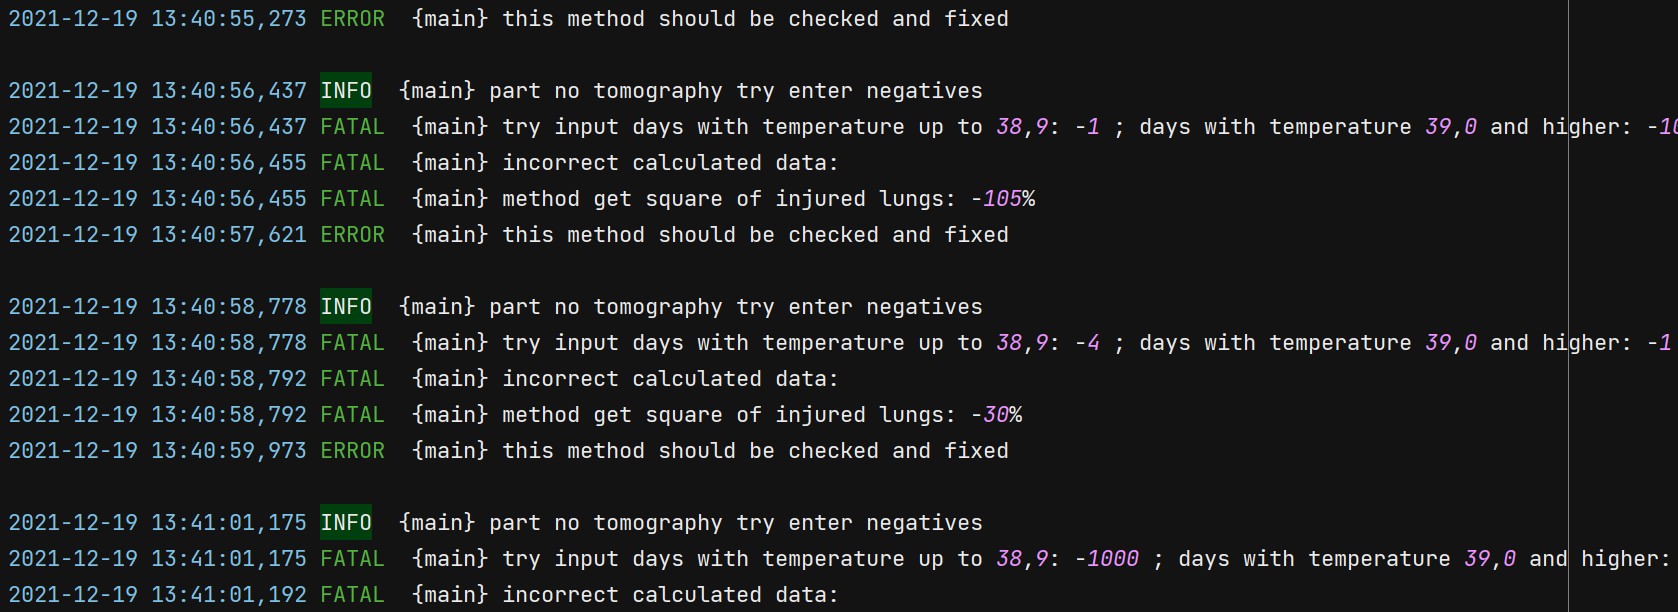 2021-12-19 13:40:55,273 ERROR {main} this method should be checked and fixed
2021-12-19 13:40:56,437 INFO {main} part no tomography try enter negatives
2021-12-19 13:40:56,437 FATAL {main} try input days with temperature up to 38,9: -1 ; days with temperature 39,0 and higher: -10
2021-12-19 13:40:56,455 FATAL {main} incorrect calculated data:
2021-12-19 13:40:56,455 FATAL {main} method get square of injured lungs: -105%
2021-12-19 13:40:57,621 ERROR {main} this method should be checked and fixed
2021-12-19 13:40:58,778 INFO {main} part no tomography try enter negatives
2021-12-19 13:40:58,778 FATAL {main} try input days with temperature up to 38,9: -4 ; days with temperature 39,0 and higher: -1
2021-12-19 13:40:58,792 FATAL {main} incorrect calculated data:
2021-12-19 13:40:58,792 FATAL {main} method get square of injured lungs: -30%
2021-12-19 13:40:59,973 ERROR {main} this method should be checked and fixed
2021-12-19 13:41:01,175 INFO {main} part no tomography try enter negatives
2021-12-19 13:41:01,175 FATAL {main} try input days with temperature up to 38,9: -1000 ; days with temperature 39,0 and higher:
2021-12-19 13:41:01,192 FATAL {main} incorrect calculated data: